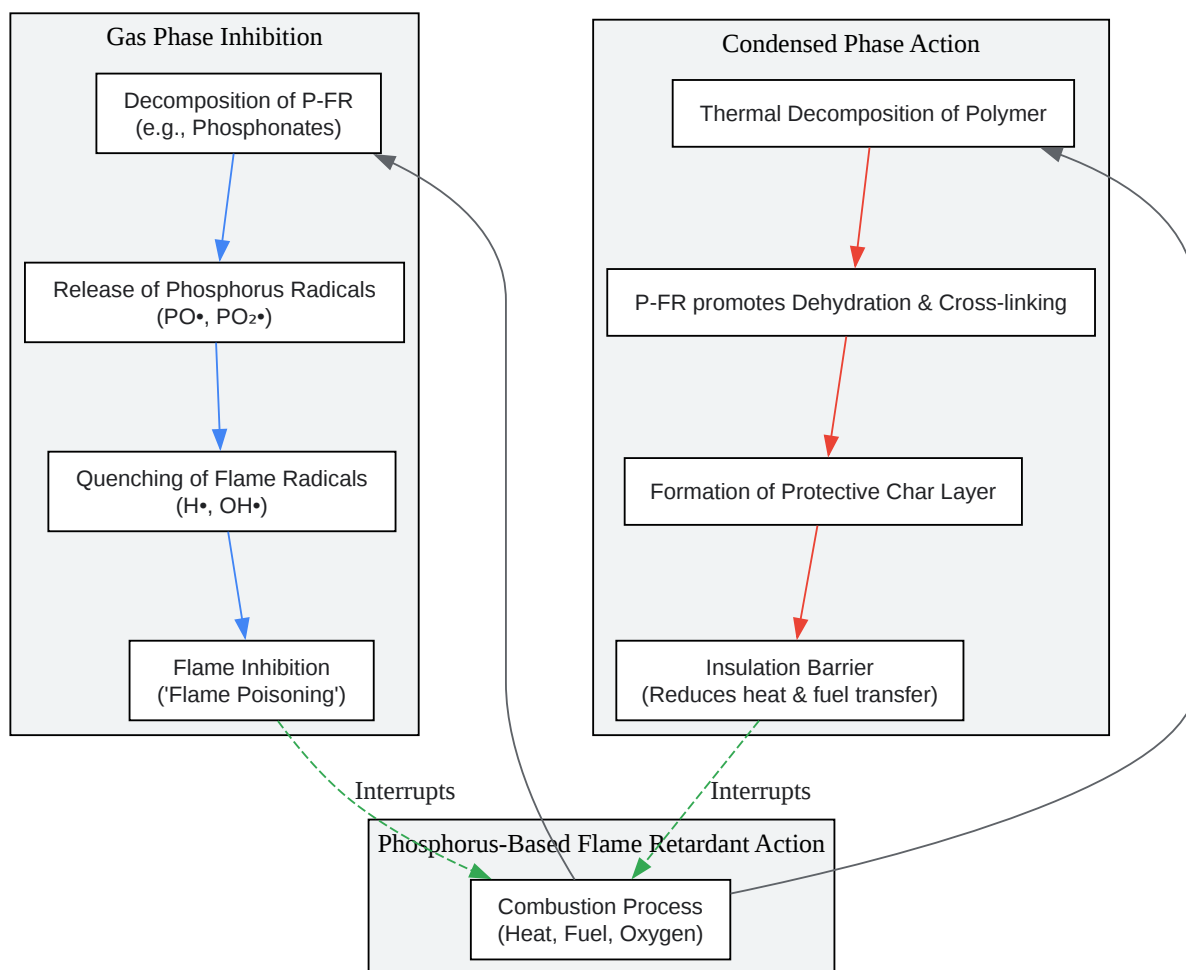 Gas Phase Inhibition
Decomposition of P-FR
(e.g., Phosphonates)
Release of Phosphorus Radicals
(PO•, PO₂•)
Quenching of Flame Radicals
(H•, OH•)
Flame Inhibition
('Flame Poisoning')
Condensed Phase Action
Thermal Decomposition of Polymer
P-FR promotes Dehydration & Cross-linking
Formation of Protective Char Layer
Insulation Barrier
(Reduces heat & fuel transfer)
Interrupts
Interrupts
Phosphorus-Based Flame Retardant Action
Combustion Process
(Heat, Fuel, Oxygen)